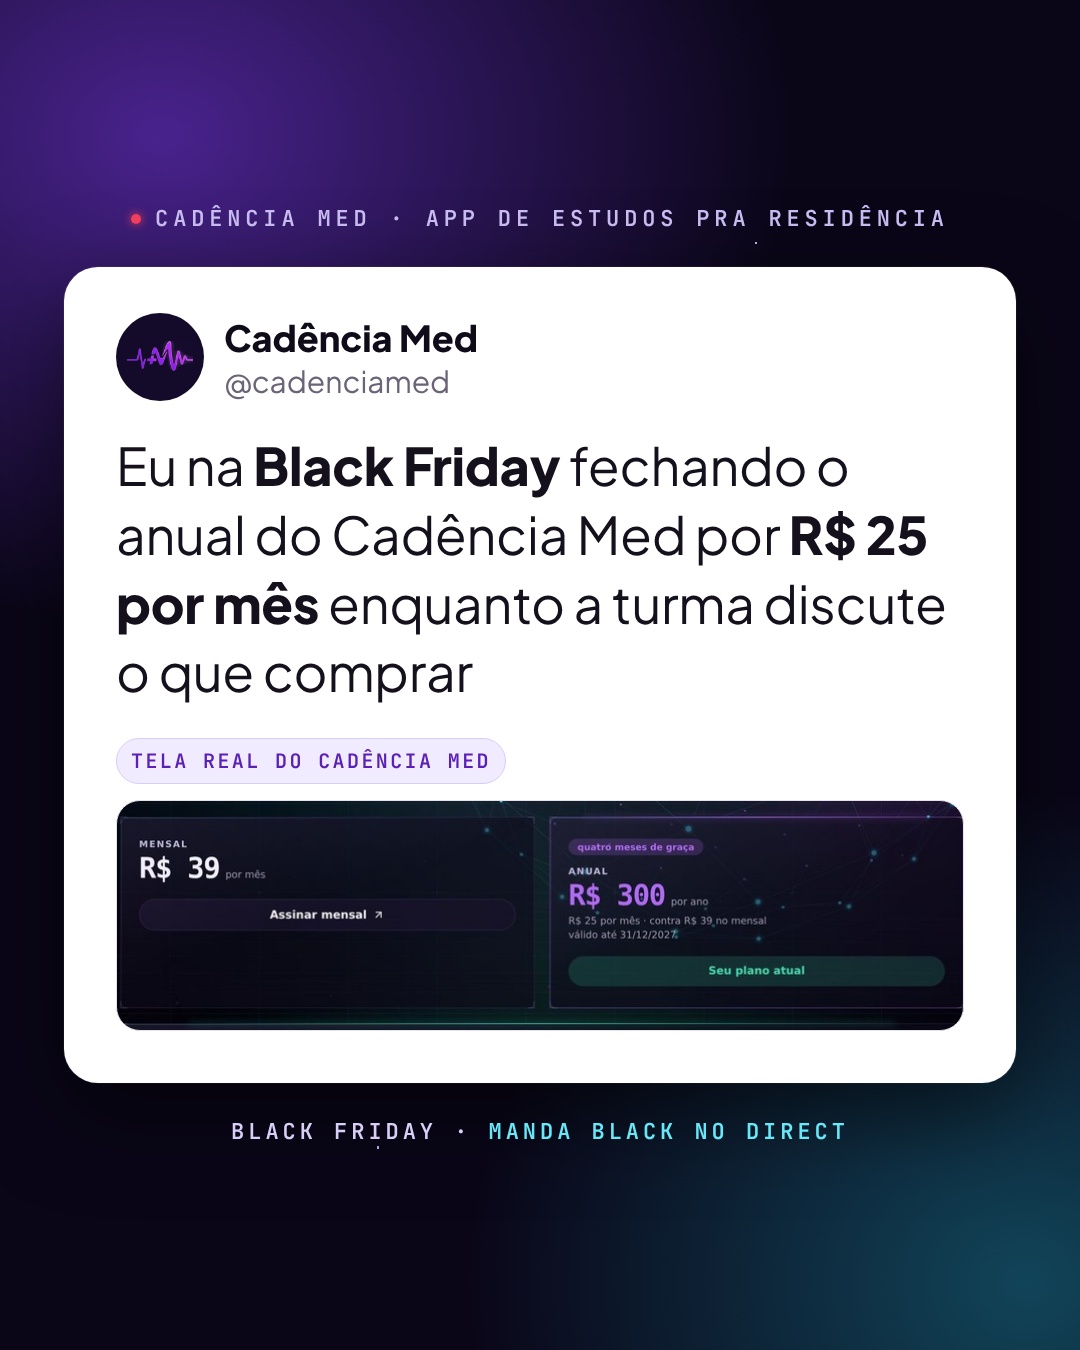 CADÊNCIA MED · APP DE ESTUDOS PRA RESIDÊNCIA
Cadência Med
@cadenciamed
Eu na Black Friday fechando o
anual do Cadência Med por R$ 25
por mês enquanto a turma discute
o que comprar
TELA REAL DO CADÊNCIA MED
MENSAL
R$ 39 por mês
Assinar mensal ↗
quatro meses de graça
ANUAL
R$ 300 por ano
R$ 25 por mês · contra R$ 39 no mensal
válido até 31/12/2027.
Seu plano atual
BLACK FRIDAY · MANDA BLACK NO DIRECT